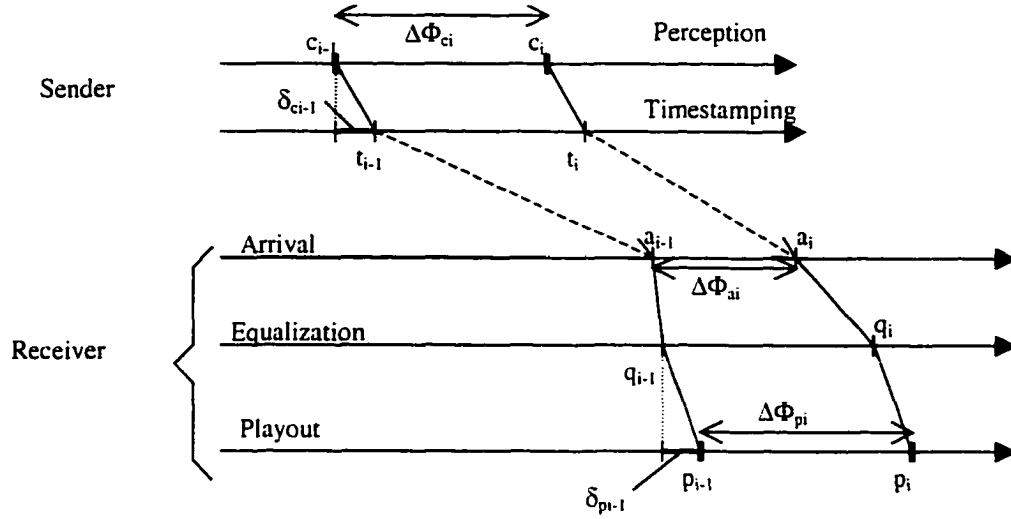 ΔΦci
ci-1
ci
Perception
Sender
δci-1
Timestamping
ti-1
ti
Arrival
ai-1
ai
ΔΦai
Equalization
qi
Receiver
qi-1
Playout
ΔΦpi
δpi-1
pi-1
pi